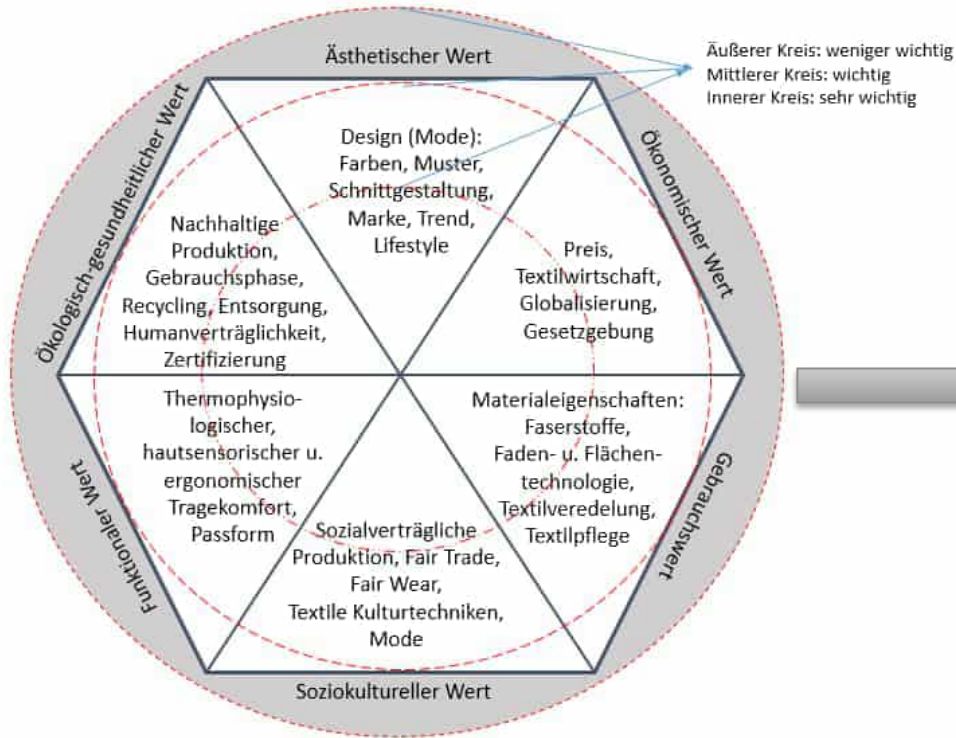 Ästhetischer Wert
Äußerer Kreis: weniger wichtig
Mittlerer Kreis: wichtig
Innerer Kreis: sehr wichtig
Ökologisch-gesundheitlicher Wert
Ökonomischer Wert
Design (Mode):
Farben, Muster,
Schnittgestaltung,
Marke, Trend,
Lifestyle
Nachhaltige
Produktion,
Gebrauchsphase,
Recycling, Entsorgung,
Humanverträglichkeit,
Zertifizierung
Preis,
Textilwirtschaft,
Globalisierung,
Gesetzgebung
Thermophysio-
logischer,
hautsensorischer u.
ergonomischer
Tragekomfort,
Passform
Materialeigenschaften:
Faserstoffe,
Faden- u. Flächen-
technologie,
Textilveredelung,
Textilpflege
Sozialverträgliche
Produktion, Fair Trade,
Fair Wear,
Textile Kulturtechniken,
Mode
Funktionaler Wert
Gebrauchswert
Soziokultureller Wert